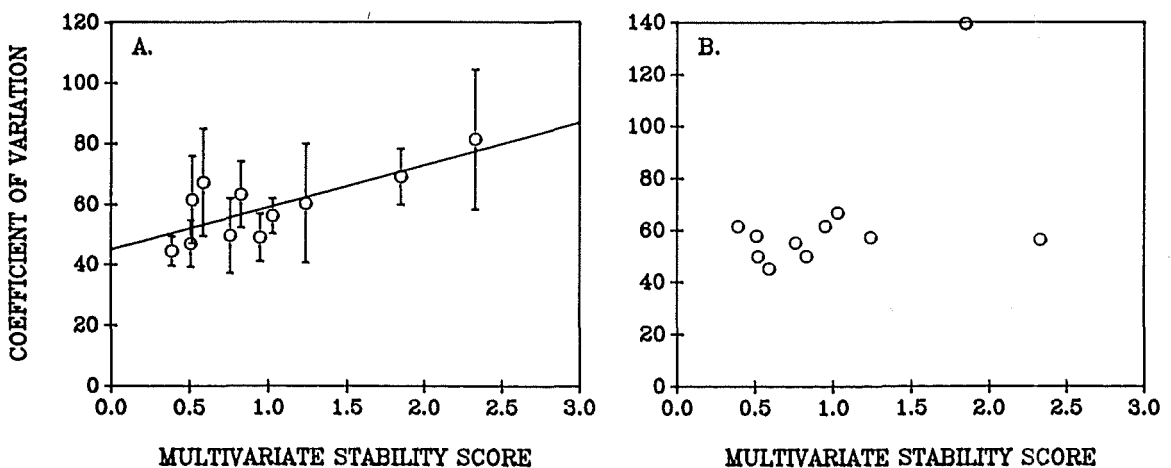 COEFFICIENT OF VARIATION
120
100
80
60
40
20
0
A.
0.0 0.5 1.0 1.5 2.0 2.5 3.0
MULTIVARIATE STABILITY SCORE
140
120
100
80
60
40
20
0
B.
0.0 0.5 1.0 1.5 2.0 2.5 3.0
MULTIVARIATE STABILITY SCORE